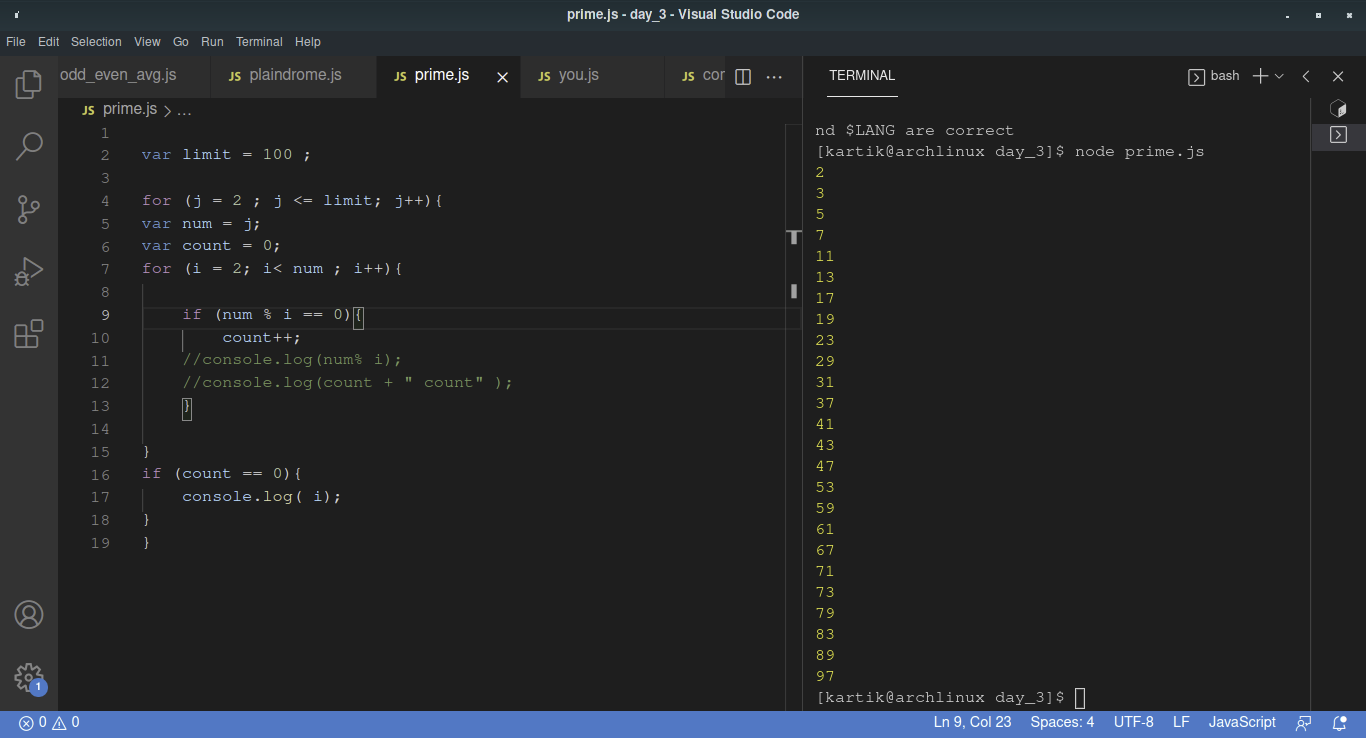 prime.js - day_3 - Visual Studio Code
File Edit Selection View Go Run Terminal Help
odd_even_avg.js JS plaindrome.js JS prime.js JS you.js JS cor ...
JS prime.js > ...
1
2 var limit = 100 ;
3
4 for (j = 2 ; j <= limit; j++){
5 var num = j;
6 var count = 0;
7 for (i = 2; i< num ; i++){
8
9 if (num % i == 0){
10 count++;
11 //console.log(num% i);
12 //console.log(count + " count" );
13 }
14
15 }
16 if (count == 0){
17 console.log( i);
18 }
19 }
TERMINAL
bash
nd $LANG are correct
[kartik@archlinux day_3]$ node prime.js
2
3
5
7
11
13
17
19
23
29
31
37
41
43
47
53
59
61
67
71
73
79
83
89
97
[kartik@archlinux day_3]$
1
0 0 Ln 9, Col 23 Spaces: 4 UTF-8 LF JavaScript